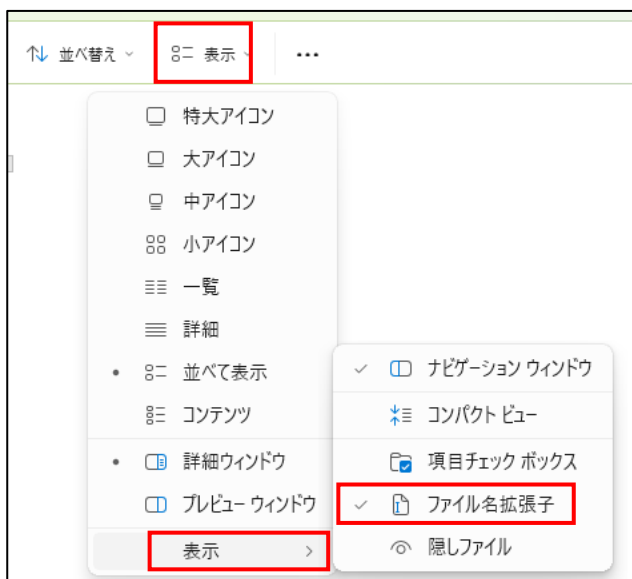 並べ替え 表示 •••
特大アイコン
大アイコン
中アイコン
小アイコン
一覧
詳細
並べて表示
コンテンツ
詳細ウィンドウ
プレビュー ウィンドウ
表示
ナビゲーション ウィンドウ
コンパクト ビュー
項目チェック ボックス
ファイル名拡張子
隠しファイル